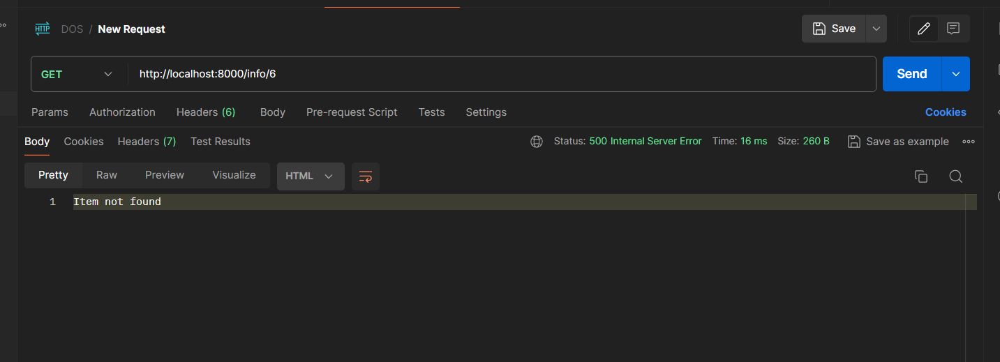 HTTP DOS / New Request Save
GET http://localhost:8000/info/6 Send
Params Authorization Headers (6) Body Pre-request Script Tests Settings Cookies
Body Cookies Headers (7) Test Results Status: 500 Internal Server Error Time: 16 ms Size: 260 B Save as example
Pretty Raw Preview Visualize HTML
1 Item not found